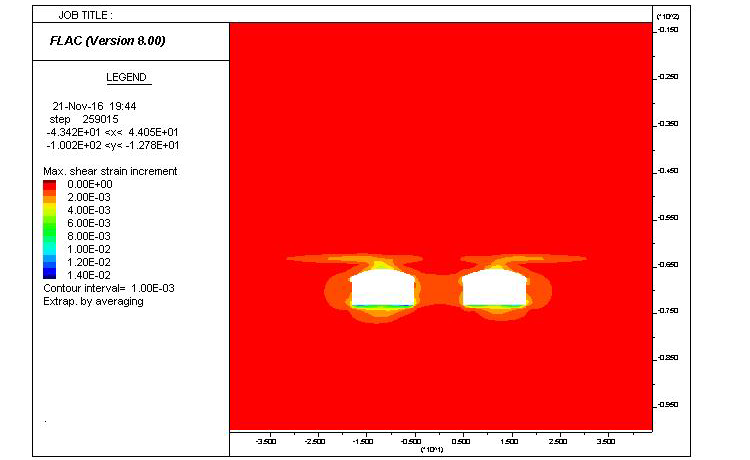 JOB TITLE :
FLAC (Version 8.00)
LEGEND
21-Nov-16 19:44
step 259015
-4.342E+01 <x< 4.405E+01
-1.002E+02 <y< -1.278E+01
Max. shear strain increment
0.00E+00
2.00E-03
4.00E-03
6.00E-03
8.00E-03
1.00E-02
1.20E-02
1.40E-02
Contour interval= 1.00E-03
Extrap. by averaging
(*10^2)
-0.150
-0.250
-0.350
-0.450
-0.550
-0.650
-0.750
-0.850
-0.950
-3.500 -2.500 -1.500 -0.500 0.500 1.500 2.500 3.500
(*10^1)